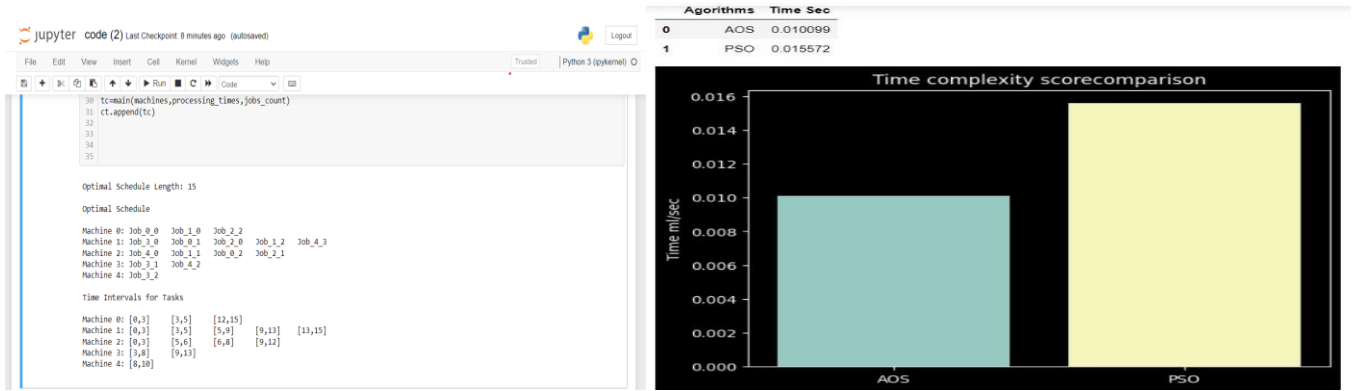 jupyter code (2) Last Checkpoint 8 minutes ago (autosaved)
Logout
File Edit View Insert Cell Kernel Widgets Help
Trusted Python 3 (ipykernel)
Run Code
30 tc=main(machines,processing_times,jobs_count)
31 ct.append(tc)
32
33
34
35
Optimal Schedule Length: 15
Optimal Schedule
Machine 0: Job_0_0 Job_1_0 Job_2_2
Machine 1: Job_3_0 Job_0_1 Job_2_0 Job_1_2 Job_4_3
Machine 2: Job_4_0 Job_1_1 Job_0_2 Job_2_1
Machine 3: Job_3_1 Job_4_2
Machine 4: Job_3_2
Time Intervals for Tasks
Machine 0: [0,3] [3,5] [12,15]
Machine 1: [0,3] [3,5] [5,9] [9,13] [13,15]
Machine 2: [0,3] [5,6] [6,8] [9,12]
Machine 3: [3,8] [9,13]
Machine 4: [8,10]
Agorithms Time Sec
0 AOS 0.010099
1 PSO 0.015572
Time complexity scorecomparison
Time ml/sec
0.016
0.014
0.012
0.010
0.008
0.006
0.004
0.002
0.000
AOS PSO